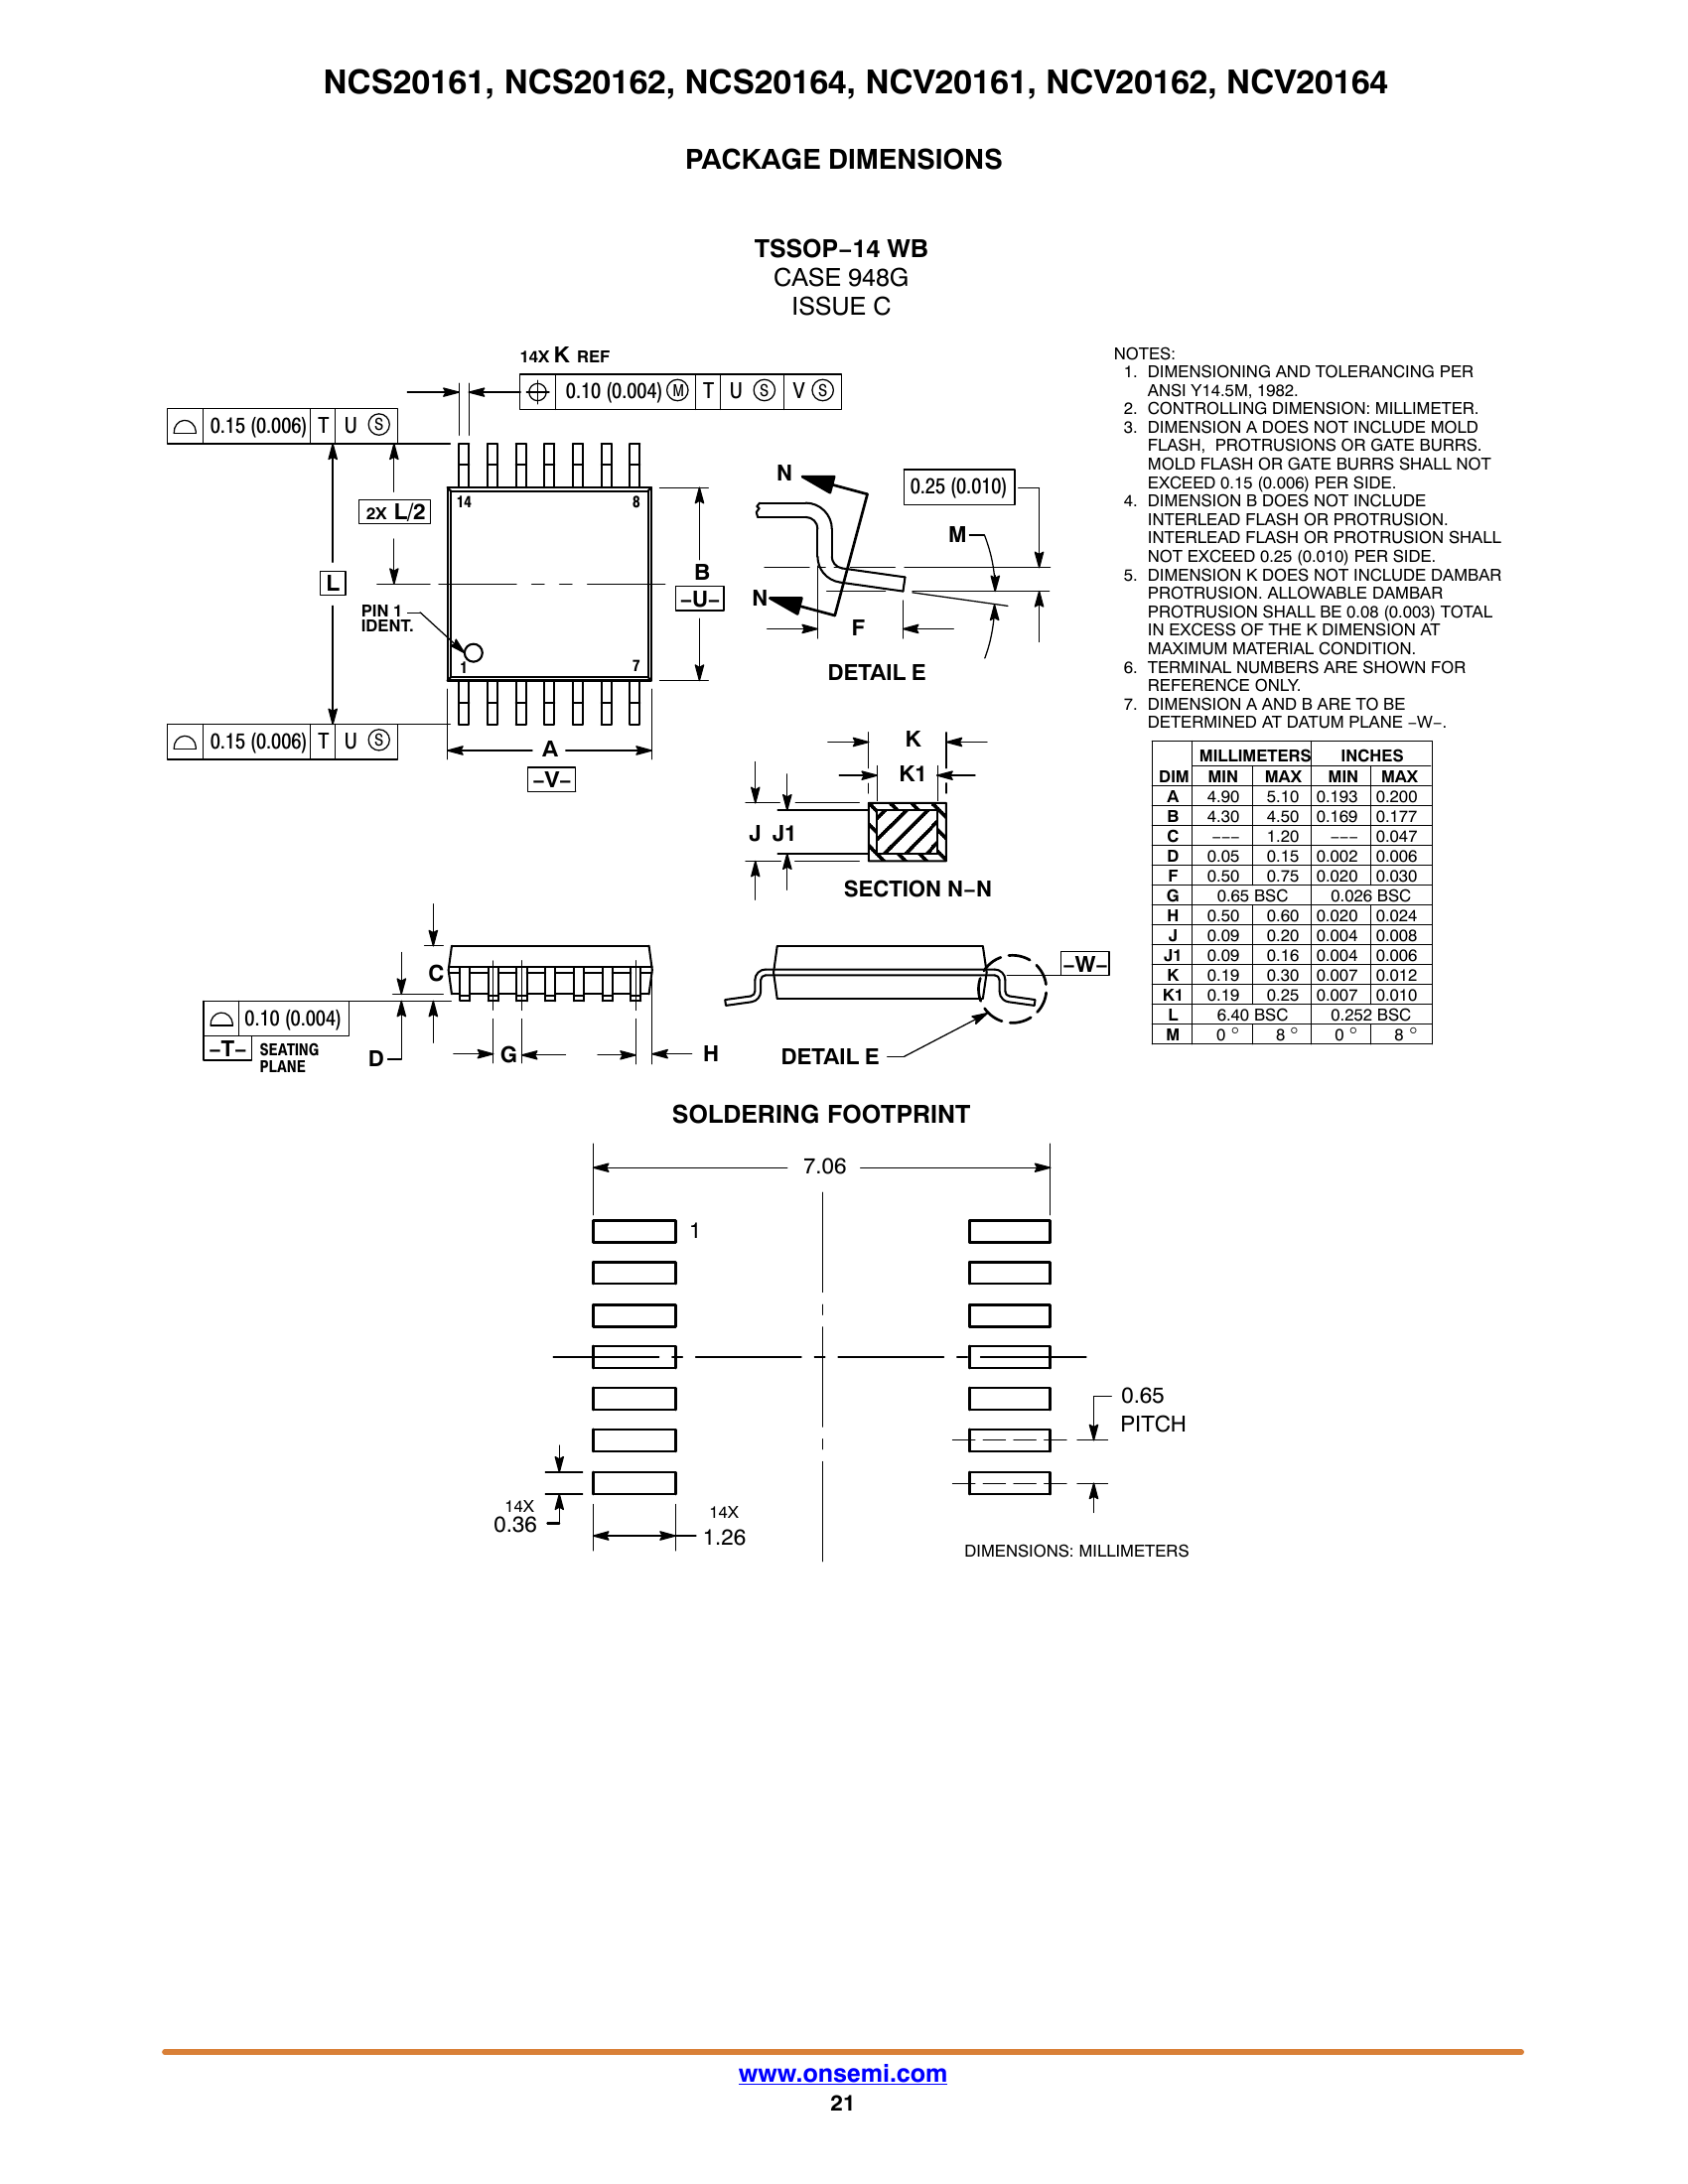 NCS20161, NCS20162, NCS20164, NCV20161, NCV20162, NCV20164
PACKAGE DIMENSIONS
TSSOP−14 WB
CASE 948G
ISSUE C
14X K REF
0.10 (0.004) M T U S V S
0.15 (0.006) T U S
2X L/2
14
8
L
B
−U−
PIN 1
IDENT.
1
7
0.15 (0.006) T U S
A
−V−
N
0.25 (0.010)
M
N
F
DETAIL E
K
K1
J J1
SECTION N−N
C
0.10 (0.004)
−T− SEATING
PLANE
D
G
H
−W−
DETAIL E
NOTES:
1. DIMENSIONING AND TOLERANCING PER
ANSI Y14.5M, 1982.
2. CONTROLLING DIMENSION: MILLIMETER.
3. DIMENSION A DOES NOT INCLUDE MOLD
FLASH, PROTRUSIONS OR GATE BURRS.
MOLD FLASH OR GATE BURRS SHALL NOT
EXCEED 0.15 (0.006) PER SIDE.
4. DIMENSION B DOES NOT INCLUDE
INTERLEAD FLASH OR PROTRUSION.
INTERLEAD FLASH OR PROTRUSION SHALL
NOT EXCEED 0.25 (0.010) PER SIDE.
5. DIMENSION K DOES NOT INCLUDE DAMBAR
PROTRUSION. ALLOWABLE DAMBAR
PROTRUSION SHALL BE 0.08 (0.003) TOTAL
IN EXCESS OF THE K DIMENSION AT
MAXIMUM MATERIAL CONDITION.
6. TERMINAL NUMBERS ARE SHOWN FOR
REFERENCE ONLY.
7. DIMENSION A AND B ARE TO BE
DETERMINED AT DATUM PLANE −W−.
MILLIMETERS INCHES
DIM MIN MAX MIN MAX
A 4.90 5.10 0.193 0.200
B 4.30 4.50 0.169 0.177
C −−− 1.20 −−− 0.047
D 0.05 0.15 0.002 0.006
F 0.50 0.75 0.020 0.030
G 0.65 BSC 0.026 BSC
H 0.50 0.60 0.020 0.024
J 0.09 0.20 0.004 0.008
J1 0.09 0.16 0.004 0.006
K 0.19 0.30 0.007 0.012
K1 0.19 0.25 0.007 0.010
L 6.40 BSC 0.252 BSC
M 0 ° 8 ° 0 ° 8 °
SOLDERING FOOTPRINT
7.06
1
0.65
PITCH
14X
0.36
14X
1.26
DIMENSIONS: MILLIMETERS
www.onsemi.com
21